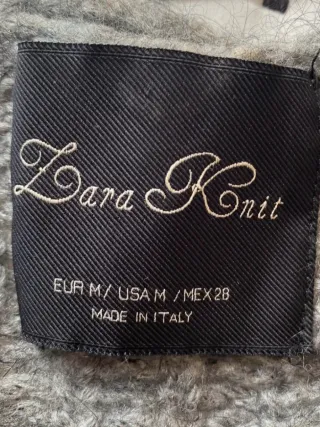 Zara Knit
EUR M/ USA M /MEX 28
MADE IN ITALY